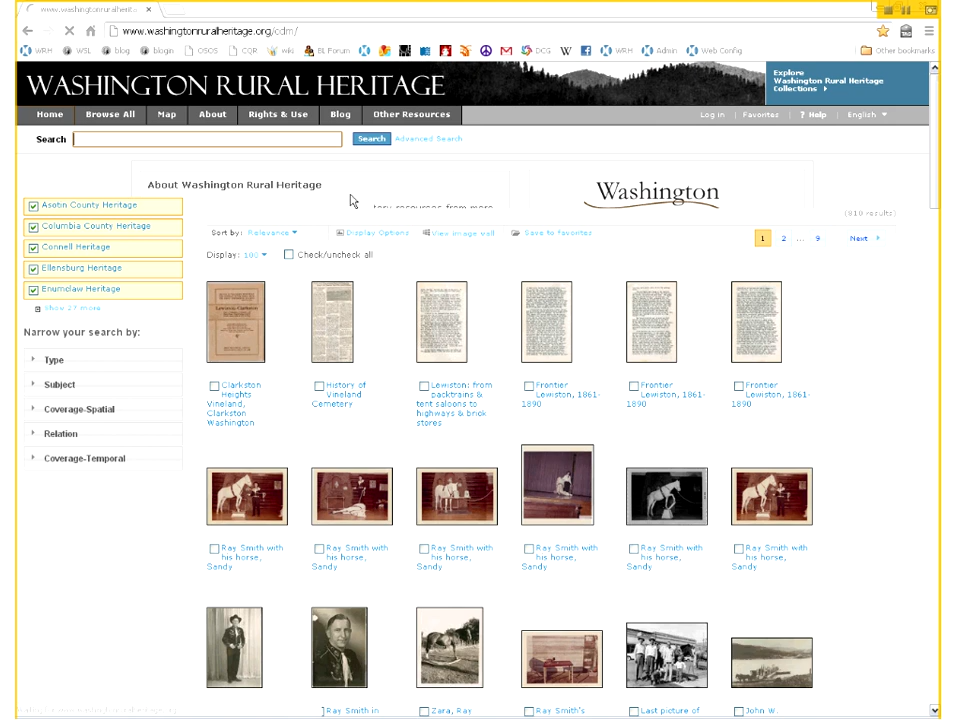 www.washingtonruralherit...
www.washingtonruralheritage.org/cdm/
WRH WSL blog blogin OSOS CQR wiki BL Forum DCG WRH Admin Web Config Other bookmarks
WASHINGTON RURAL HERITAGE
Explore
Washington Rural Heritage
Collections
Home Browse All Map About Rights & Use Blog Other Resources Log in | Favorites | ? Help | English
Search Search Advanced Search
About Washington Rural Heritage
Washington
(810 results)
Asotin County Heritage
Columbia County Heritage
Connell Heritage
Ellensburg Heritage
Enumclaw Heritage
Show 27 more
Narrow your search by:
Type
Subject
Coverage-Spatial
Relation
Coverage-Temporal
Sort by: Relevance Display Options View image wall Save to favorites 1 2 ... 9 Next
Display: 100 Check/uncheck all
Clarkston
Heights
Vineland,
Clarkston
Washington
History of
Vineland
Cemetery
Lewiston: from
packtrains &
tent saloons to
highways & brick
stores
Frontier
Lewiston, 1861-
1890
Frontier
Lewiston, 1861-
1890
Frontier
Lewiston, 1861-
1890
Ray Smith with
his horse,
Sandy
Ray Smith with
his horse,
Sandy
Ray Smith with
his horse,
Sandy
Ray Smith with
his horse,
Sandy
Ray Smith with
his horse,
Sandy
Ray Smith with
his horse,
Sandy
Ray Smith in
Zara, Ray
Ray Smith's
Last picture of
John W.